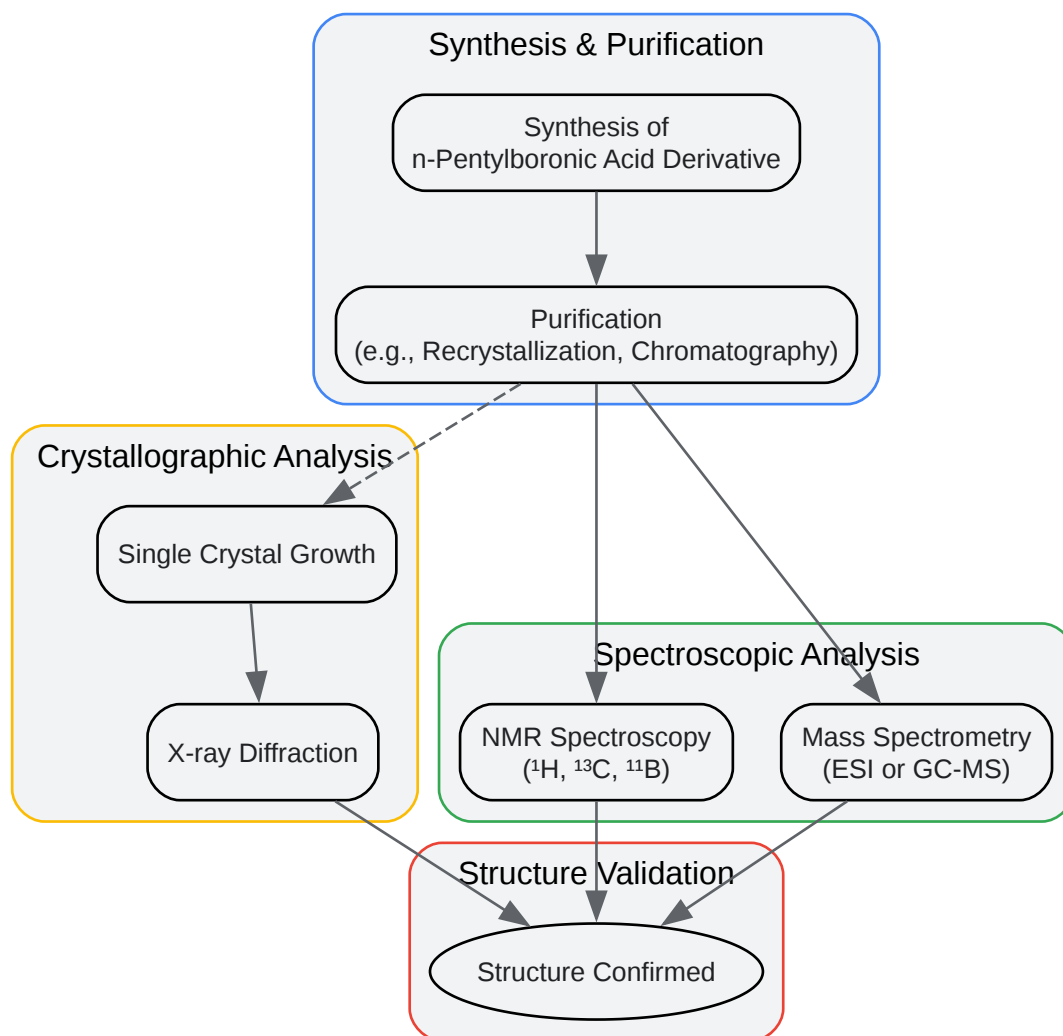 Synthesis & Purification
Synthesis of
n-Pentylboronic Acid Derivative
Purification
(e.g., Recrystallization, Chromatography)
Crystallographic Analysis
Single Crystal Growth
X-ray Diffraction
Spectroscopic Analysis
NMR Spectroscopy
(¹H, ¹³C, ¹¹B)
Mass Spectrometry
(ESI or GC-MS)
Structure Validation
Structure Confirmed